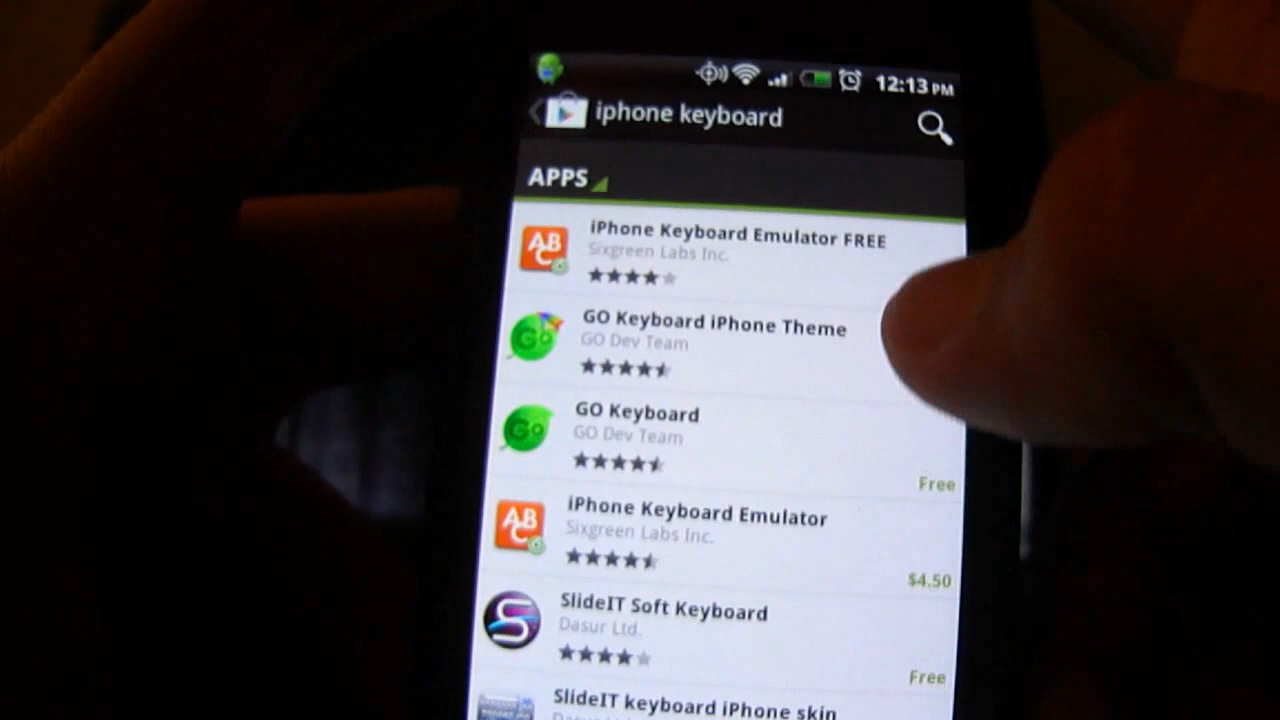 12:13 PM
iphone keyboard
APPS
iPhone Keyboard Emulator FREE
Sixgreen Labs Inc.
GO Keyboard iPhone Theme
GO Dev Team
GO Keyboard
GO Dev Team
Free
iPhone Keyboard Emulator
Sixgreen Labs Inc.
$4.50
SlideIT Soft Keyboard
Dasur Ltd.
Free
SlideIT keyboard iPhone skin